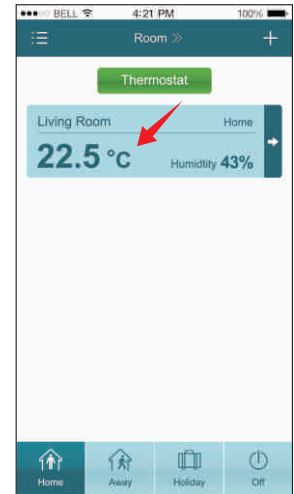 BELL 4:21 PM 100%
Room >>
+
Thermostat
Living Room Home
22.5 °C Humidtity 43%
Home Away Holiday Off